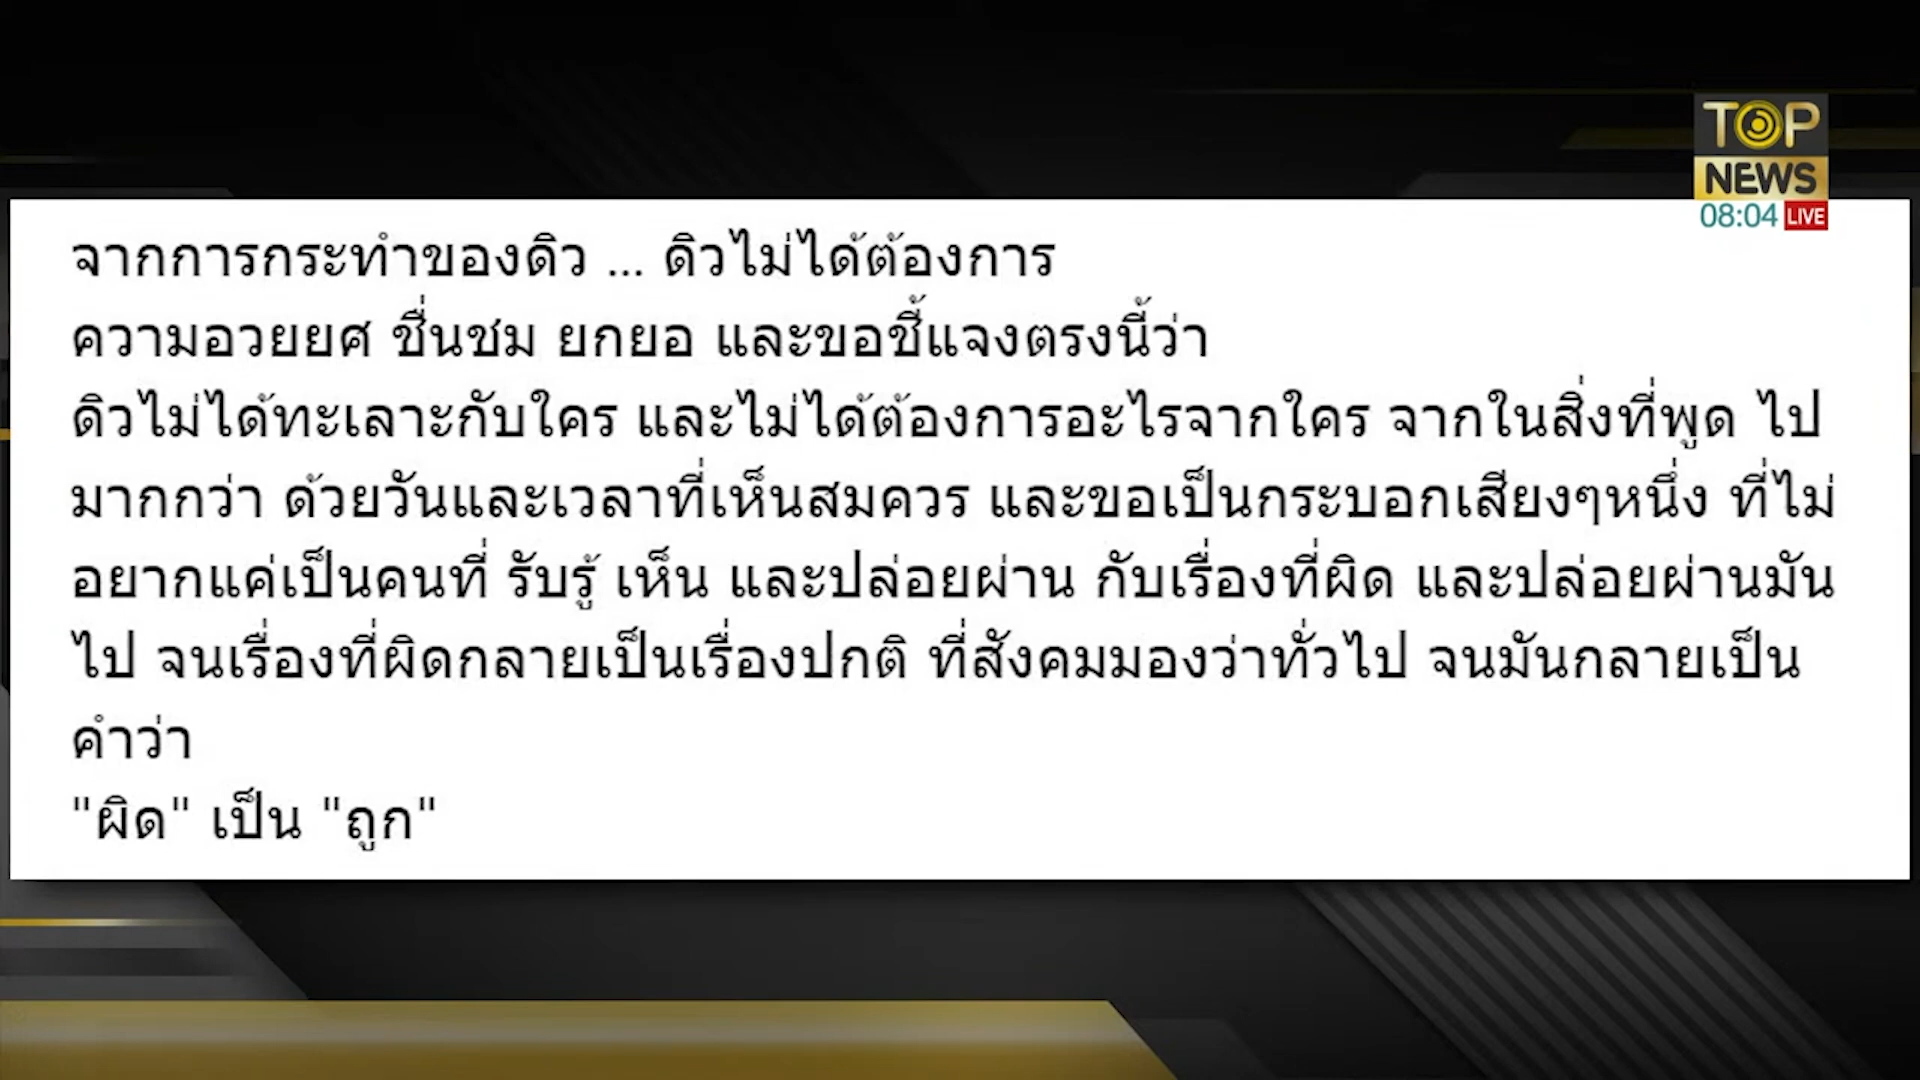 TOP
NEWS
08:04 LIVE
จากการกระทำของดิว ... ดิวไม่ได้ต้องการ
ความอวยยศ ชื่นชม ยกยอ และขอชี้แจงตรงนี้ว่า
ดิวไม่ได้ทะเลาะกับใคร และไม่ได้ต้องการอะไรจากใคร จากในสิ่งที่พูด ไป
มากกว่า ด้วยวันและเวลาที่เห็นสมควร และขอเป็นกระบอกเสียงๆหนึ่ง ที่ไม่
อยากแค่เป็นคนที่ รับรู้ เห็น และปล่อยผ่าน กับเรื่องที่ผิด และปล่อยผ่านมัน
ไป จนเรื่องที่ผิดกลายเป็นเรื่องปกติ ที่สังคมมองว่าทั่วไป จนมันกลายเป็น
คำว่า
"ผิด" เป็น "ถูก"